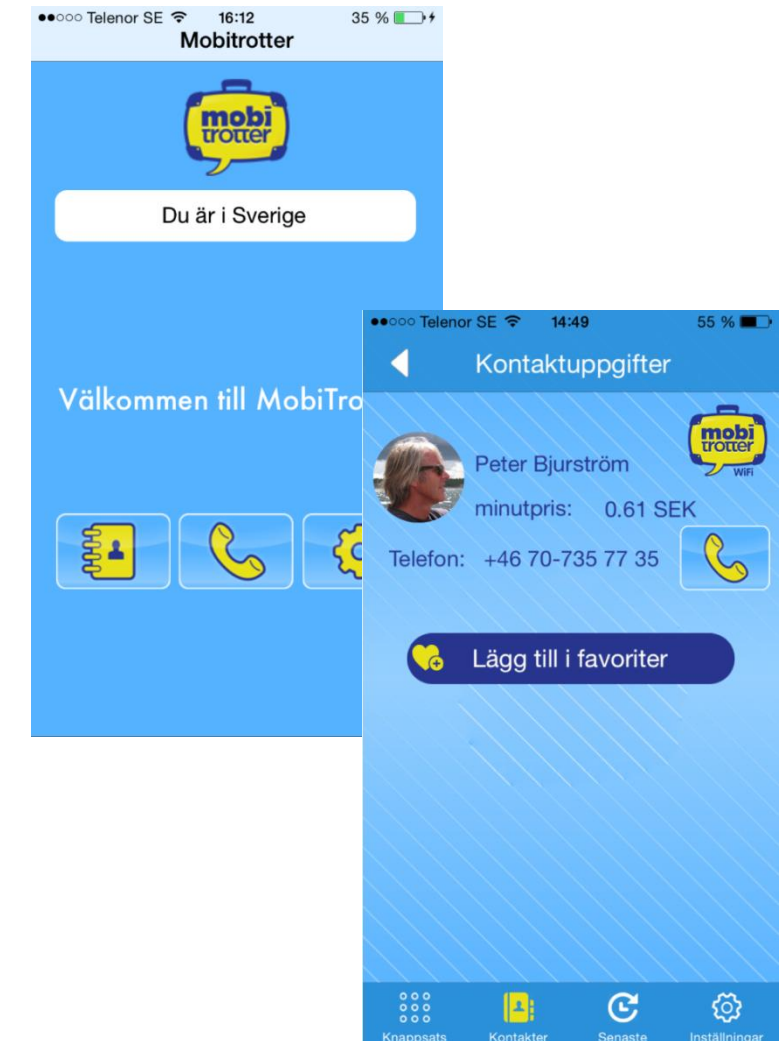 ●●○○○ Telenor SE 16:12 35 %
Mobitrotter
mobi
trotter
Du är i Sverige
Välkommen till MobiTro
●●○○○ Telenor SE 14:49 55 %
Kontaktuppgifter
mobi
trotter
WiFi
Peter Bjurström
minutpris: 0.61 SEK
Telefon: +46 70-735 77 35
Lägg till i favoriter
Knappsats Kontakter Senaste Inställningar